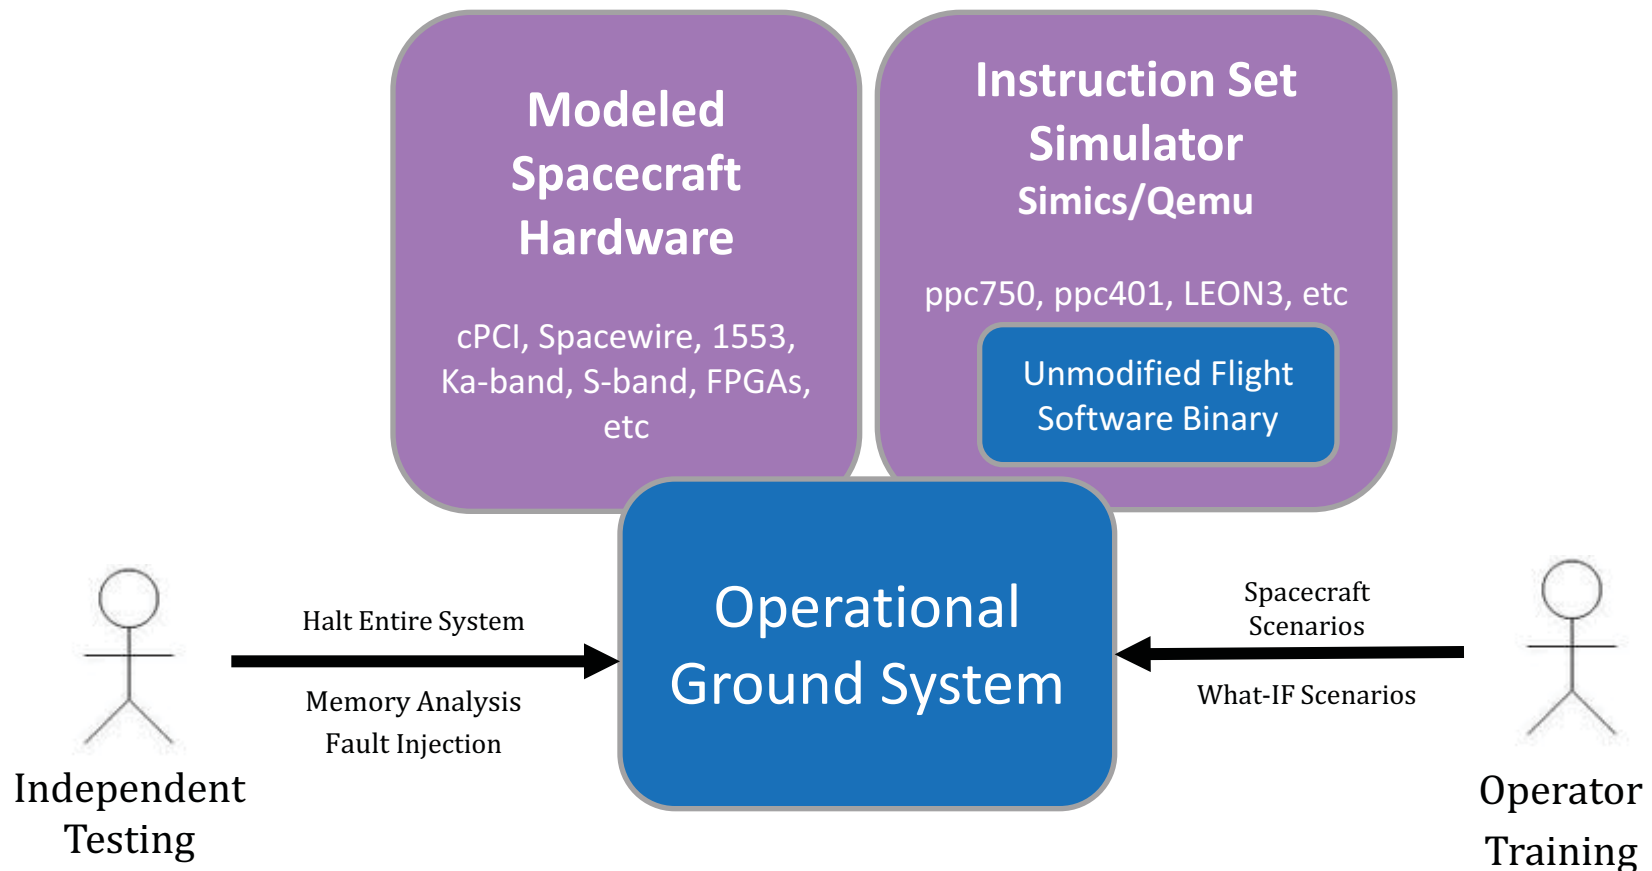 Modeled
Spacecraft
Hardware
cPCI, Spacewire, 1553,
Ka-band, S-band, FPGAs,
etc
Instruction Set
Simulator
Simics/Qemu
ppc750, ppc401, LEON3, etc
Unmodified Flight
Software Binary
Operational
Ground System
Halt Entire System
Memory Analysis
Fault Injection
Independent
Testing
Spacecraft
Scenarios
What-IF Scenarios
Operator
Training